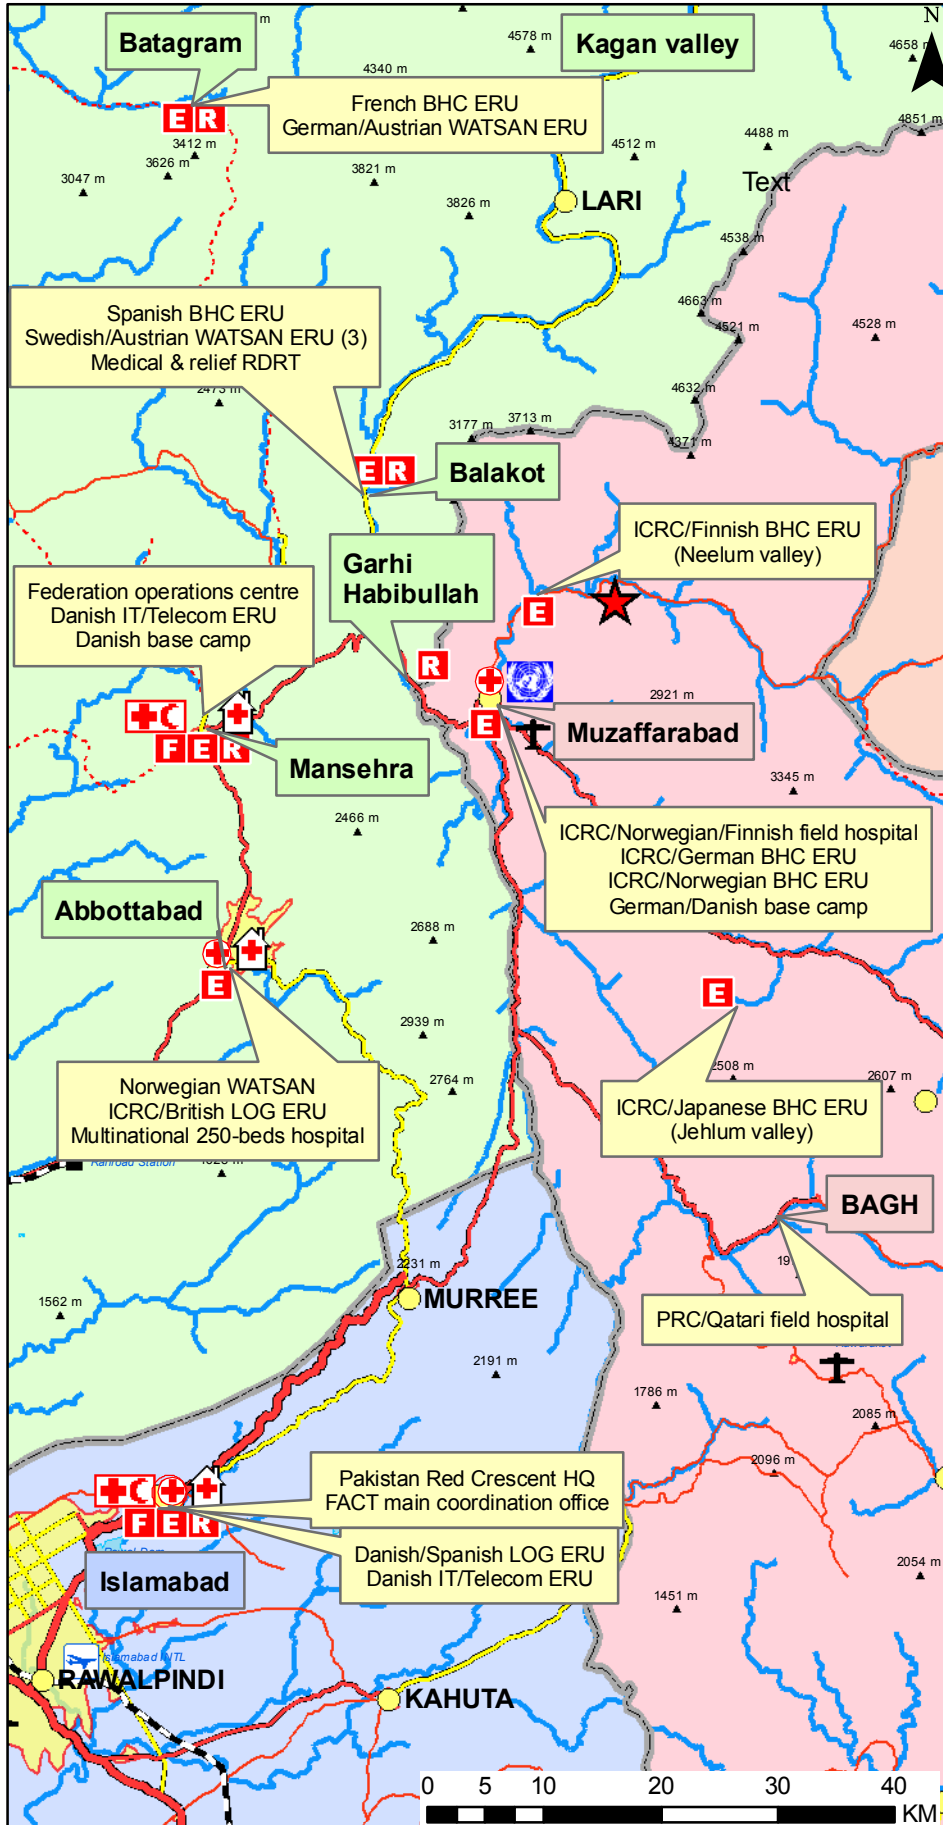 N
m
4578 m
4658 m
Batagram
Kagan valley
4340 m
French BHC ERU
German/Austrian WATSAN ERU
E R
4851 m
4488 m
4512 m
3412 m
3626 m
3047 m
3821 m
Text
3826 m
LARI
4538 m
Spanish BHC ERU
Swedish/Austrian WATSAN ERU (3)
Medical & relief RDRT
4663 m
4521 m
4528 m
2473 m
4632 m
3177 m
3713 m
4371 m
E R
Balakot
ICRC/Finnish BHC ERU
(Neelum valley)
Garhi
Habibullah
Federation operations centre
Danish IT/Telecom ERU
Danish base camp
E
R
2921 m
E
Muzaffarabad
F E R
Mansehra
3345 m
2466 m
ICRC/Norwegian/Finnish field hospital
ICRC/German BHC ERU
ICRC/Norwegian BHC ERU
German/Danish base camp
Abbottabad
2688 m
E
E
2939 m
2508 m
2607 m
2764 m
Norwegian WATSAN
ICRC/British LOG ERU
Multinational 250-beds hospital
ICRC/Japanese BHC ERU
(Jehlum valley)
Railroad Station
BAGH
2231 m
MURREE
1562 m
PRC/Qatari field hospital
2191 m
1786 m
2085 m
2096 m
Pakistan Red Crescent HQ
FACT main coordination office
F E R
Danish/Spanish LOG ERU
Danish IT/Telecom ERU
Islamabad
2054 m
1451 m
Islamabad INTL
RAWALPINDI
KAHUTA
0 5 10 20 30 40
KM